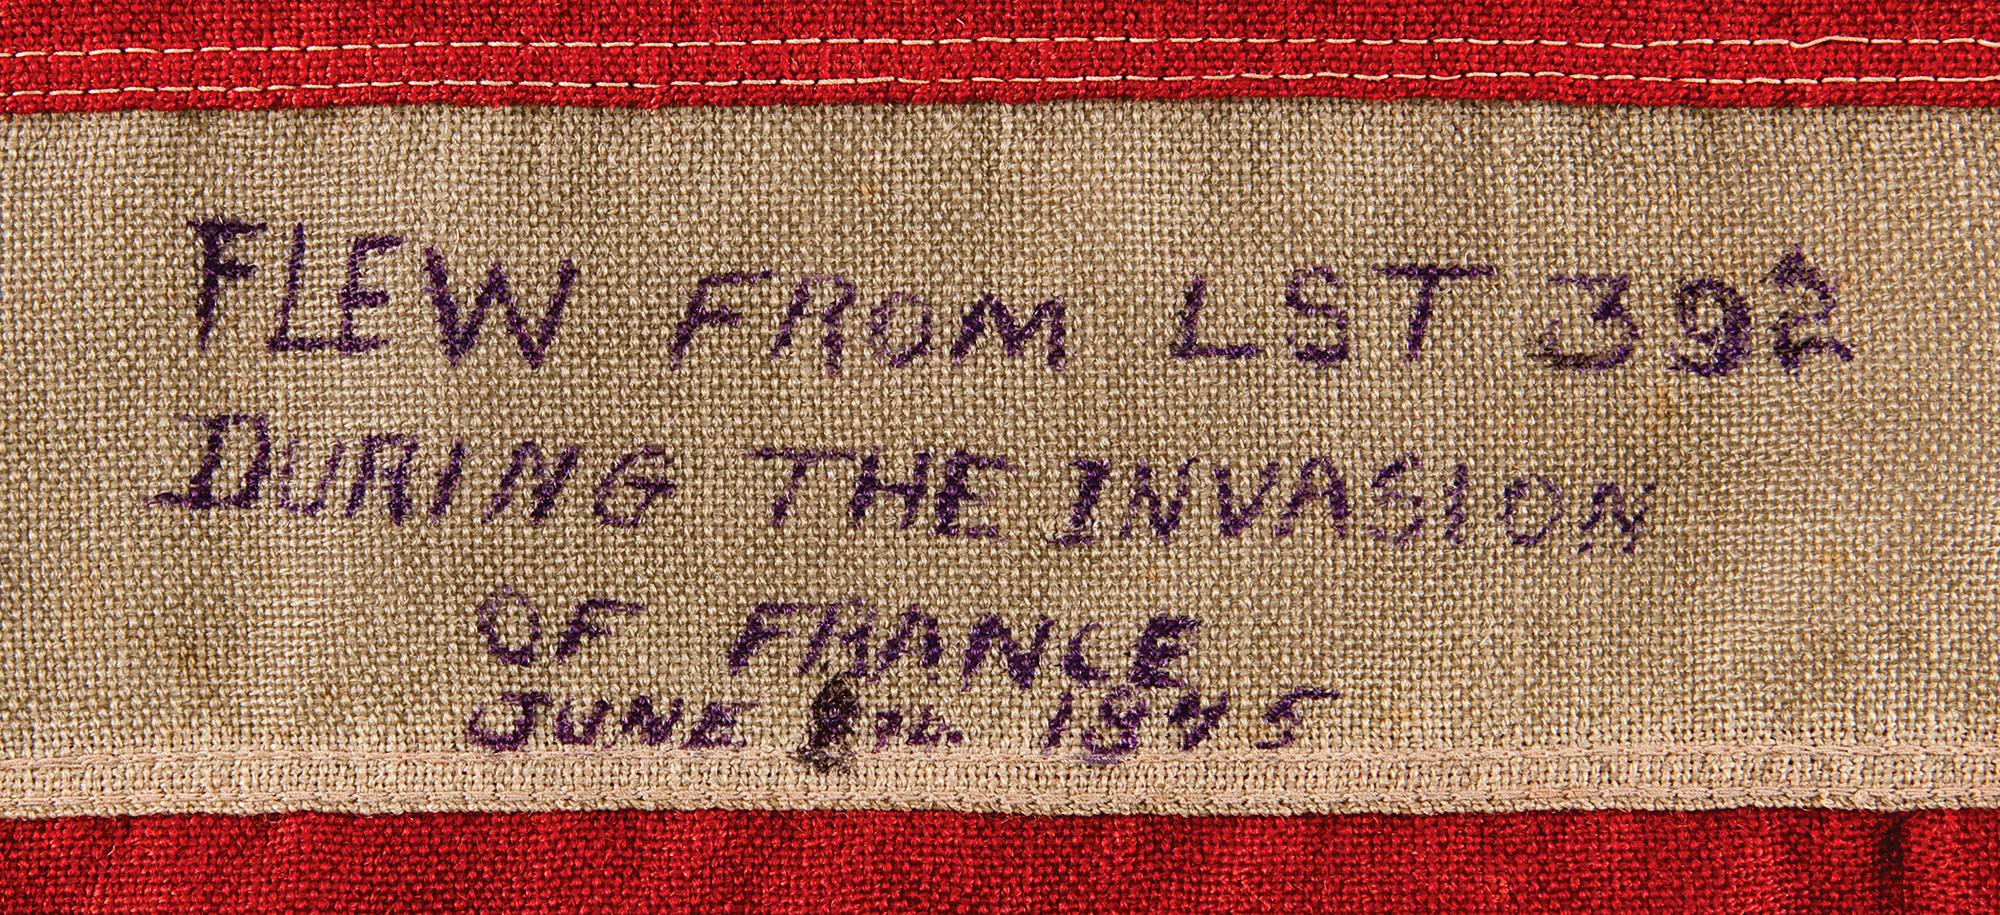 FLEW FROM LST 392
DURING THE INVASION
OF FRANCE
JUNE 1945